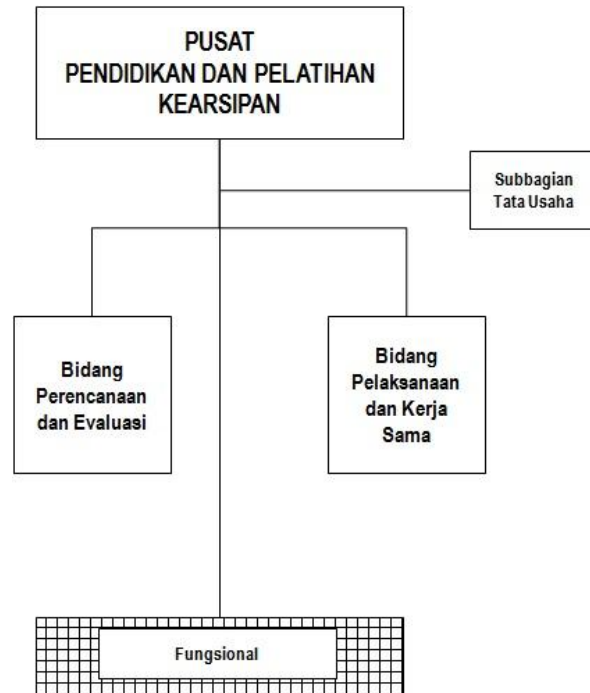 PUSAT
PENDIDIKAN DAN PELATIHAN
KEARSIPAN
Subbagian
Tata Usaha
Bidang
Perencanaan
dan Evaluasi
Bidang
Pelaksanaan
dan Kerja
Sama
Fungsional